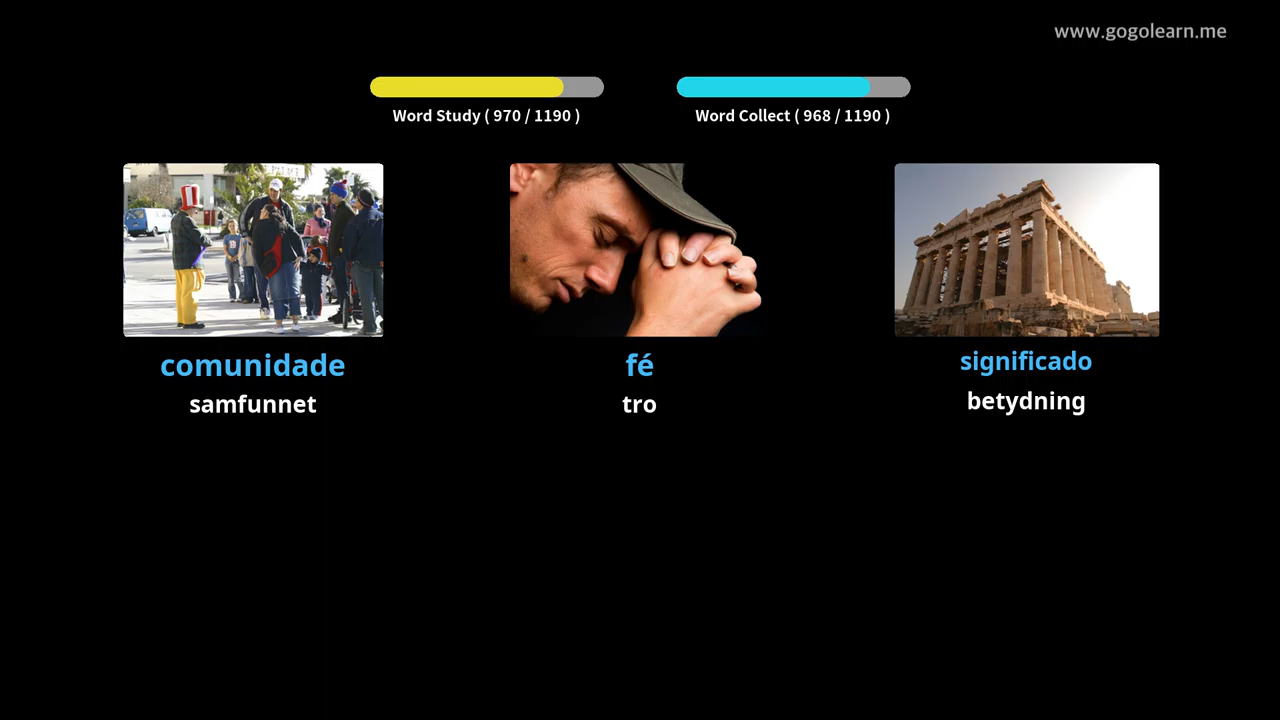 www.gogolearn.me
Word Study ( 970 / 1190 )
Word Collect ( 968 / 1190 )
comunidade
samfunnet
fé
tro
significado
betydning